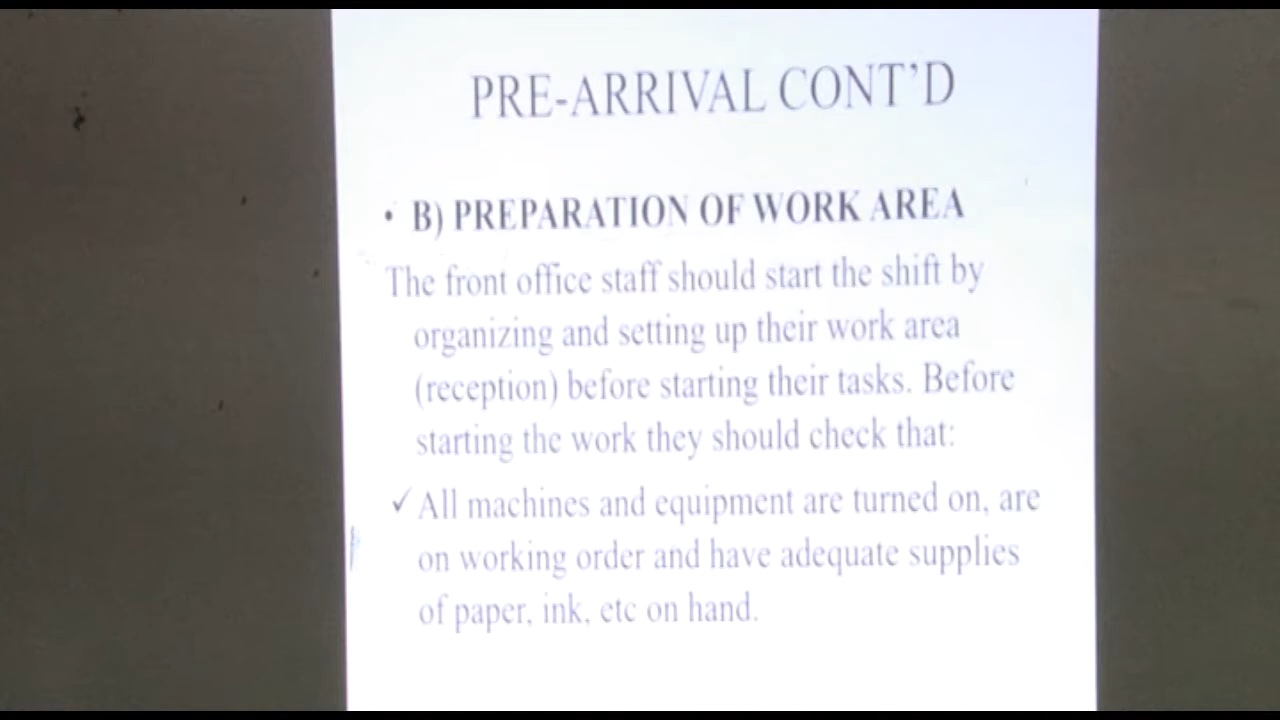 PRE-ARRIVAL CONT’D
• B) PREPARATION OF WORK AREA
The front office staff should start the shift by
organizing and setting up their work area
(reception) before starting their tasks. Before
starting the work they should check that:
✓ All machines and equipment are turned on, are
on working order and have adequate supplies
of paper, ink, etc on hand.